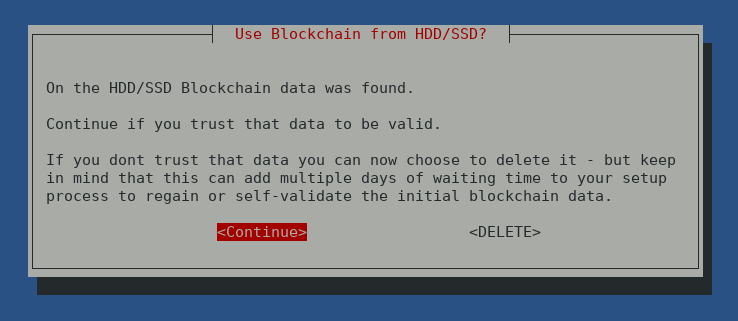 Use Blockchain from HDD/SSD?
On the HDD/SSD Blockchain data was found.
Continue if you trust that data to be valid.
If you dont trust that data you can now choose to delete it - but keep
in mind that this can add multiple days of waiting time to your setup
process to regain or self-validate the initial blockchain data.
<Continue> <DELETE>